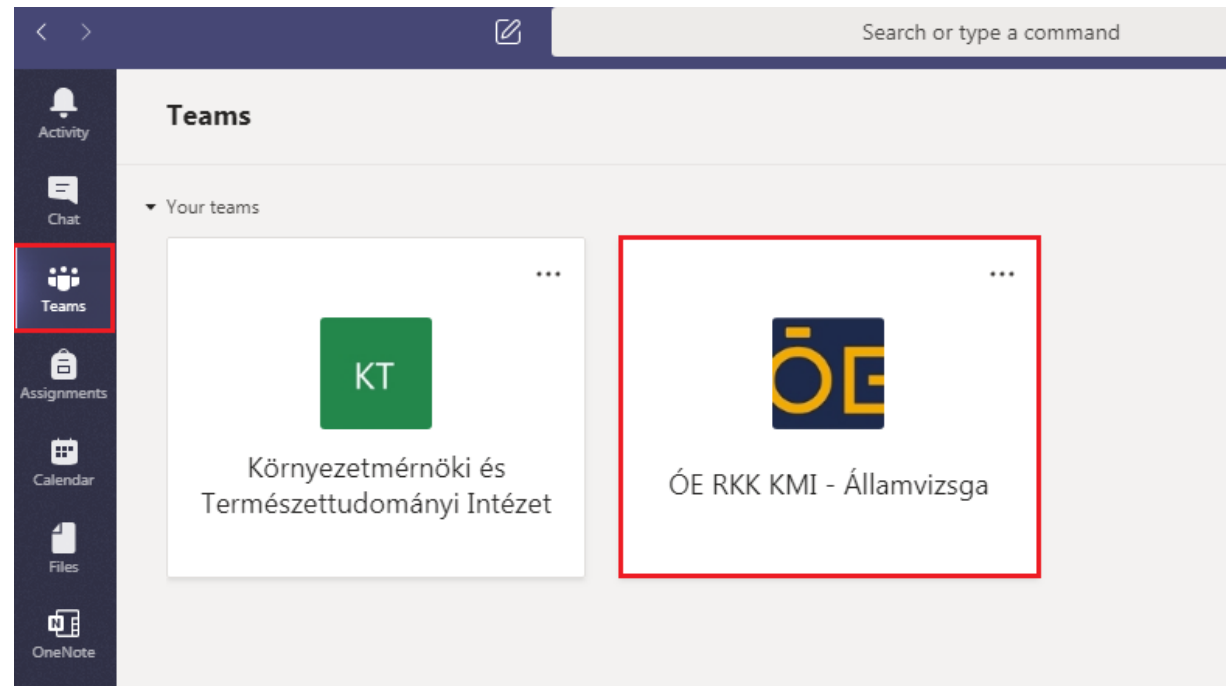 Search or type a command
Activity
Chat
Teams
Assignments
Calendar
Files
OneNote
Teams
Your teams
KT
Környezetmérnöki és
Természettudományi Intézet
ŌE
ÓE RKK KMI - Államvizsga